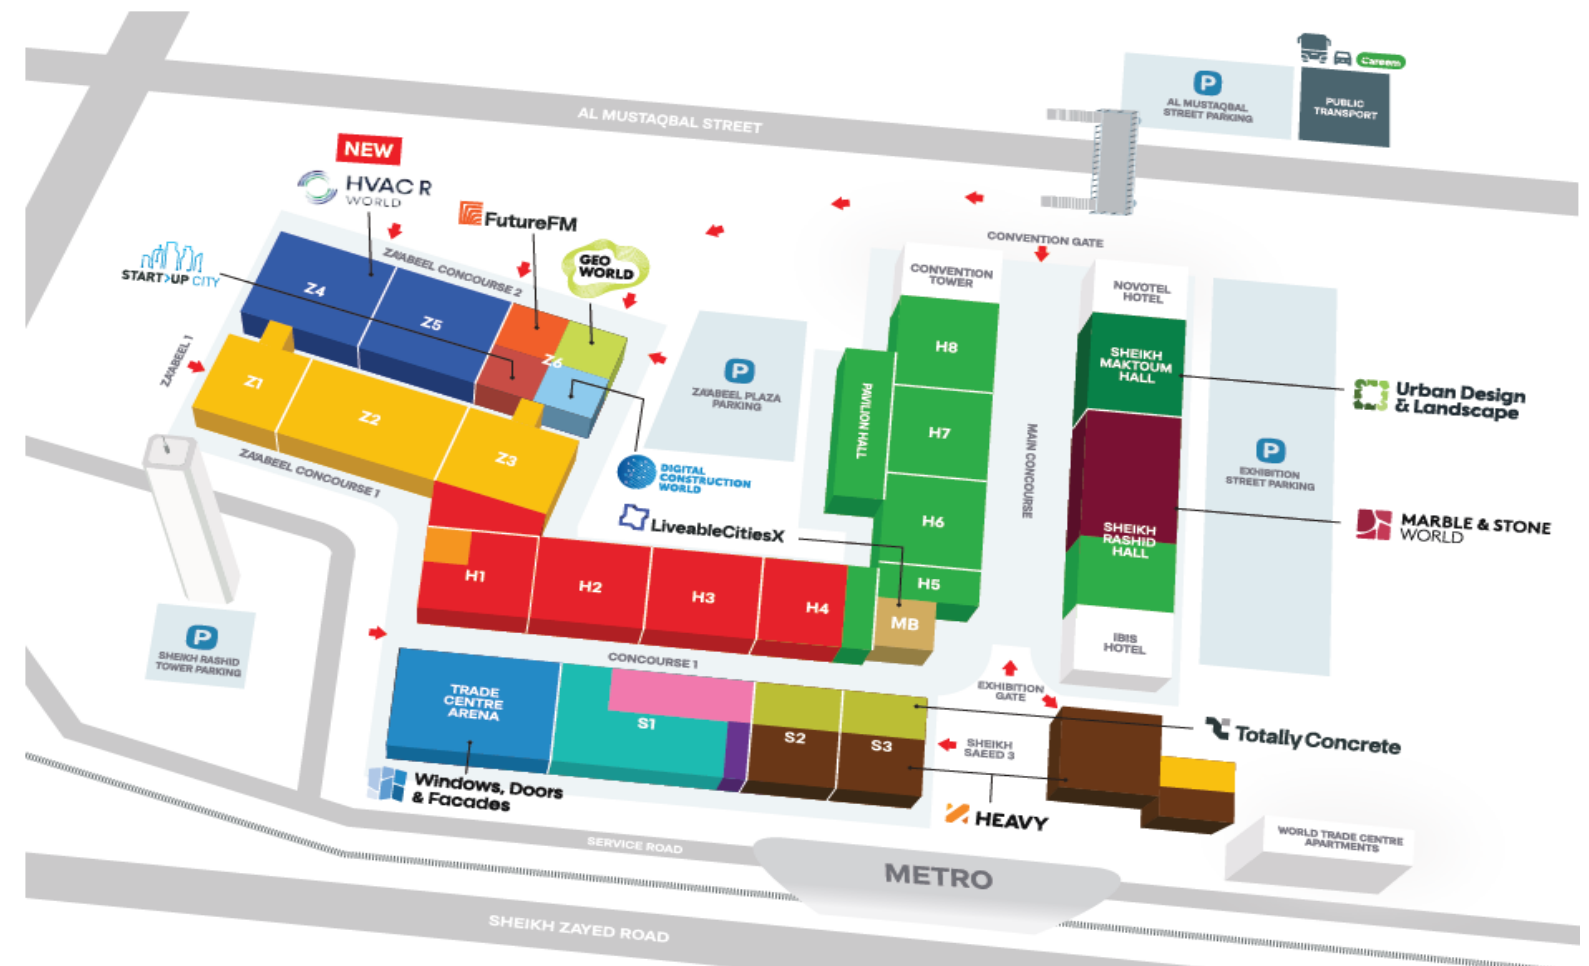 Careem
P
AL MUSTAQBAL
STREET PARKING
PUBLIC
TRANSPORT
AL MUSTAQBAL STREET
NEW
HVAC R
WORLD
FutureFM
GEO
WORLD
START>UP CITY
ZA'ABEEL CONCOURSE 2
CONVENTION GATE
CONVENTION
TOWER
NOVOTEL
HOTEL
Z4
Z5
Z6
ZA'ABEEL 1
Z1
Z2
Z3
ZA'ABEEL CONCOURSE 1
P
ZA'ABEEL PLAZA
PARKING
PAVILION HALL
H8
H7
H6
H5
MB
MAIN CONCOURSE
SHEIKH
MAKTOUM
HALL
Urban Design
& Landscape
P
EXHIBITION
STREET PARKING
SHEIKH
RASHID
HALL
MARBLE & STONE
WORLD
IBIS
HOTEL
DIGITAL
CONSTRUCTION
WORLD
LiveableCitiesX
H1
H2
H3
H4
P
SHEIKH RASHID
TOWER PARKING
CONCOURSE 1
TRADE
CENTRE
ARENA
S1
S2
S3
EXHIBITION
GATE
SHEIKH
SAEED 3
Totally Concrete
Windows, Doors
& Facades
HEAVY
SERVICE ROAD
METRO
WORLD TRADE CENTRE
APARTMENTS
SHEIKH ZAYED ROAD